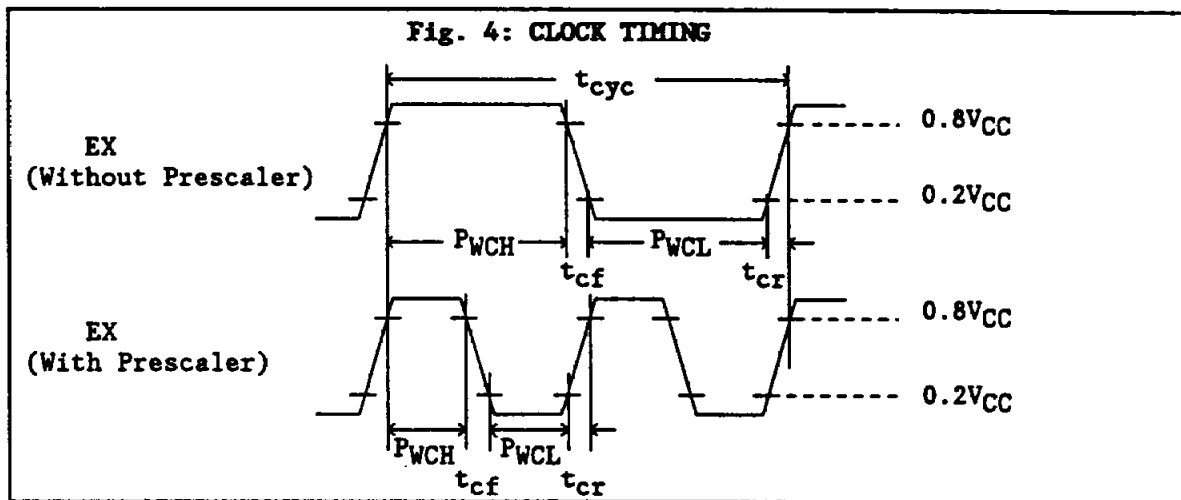 Fig. 4: CLOCK TIMING
tcyc
EX
(Without Prescaler)
0.8VCC
0.2VCC
PWCH
tcf
PWCL
tcr
EX
(With Prescaler)
0.8VCC
0.2VCC
PWCH
tcf
PWCL
tcr